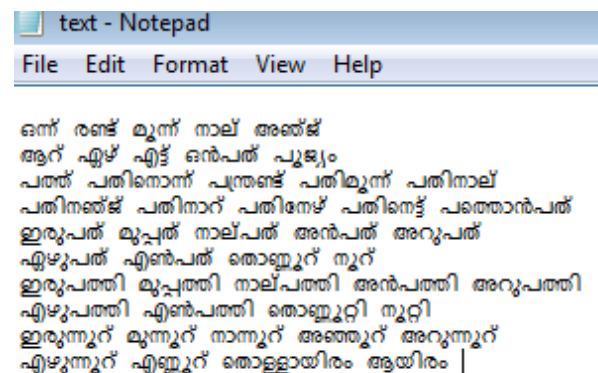 text - Notepad
File Edit Format View Help
ഒന്ന് രണ്ട് മൂന്ന് നാല് അഞ്ജ്
ആറ് ഏഴ് എട്ട് ഒൻപത് പൂജ്യം
പത്ത് പതിനൊന്ന് പന്ത്രണ്ട് പതിമൂന്ന് പതിനാല്
പതിനഞ്ജ് പതിനാറ് പതിനേഴ് പതിനെട്ട് പത്തൊൻപത്
ഇരുപത് മുപ്പത് നാല്പത് അൻപത് അറുപത്
ഏഴുപത് എൺപത് തൊണ്ണൂറ് നൂറ്
ഇരുപത്തി മുപ്പത്തി നാല്പത്തി അൻപത്തി അറുപത്തി
എഴുപത്തി എൺപത്തി തൊണ്ണൂറ്റി നൂറ്റി
ഇരുന്നൂറ് മുന്നൂറ് നാന്നൂറ് അഞ്ഞൂറ് അറുന്നൂറ്
എഴുന്നൂറ് എണ്ണൂറ് തൊള്ളായിരം ആയിരം